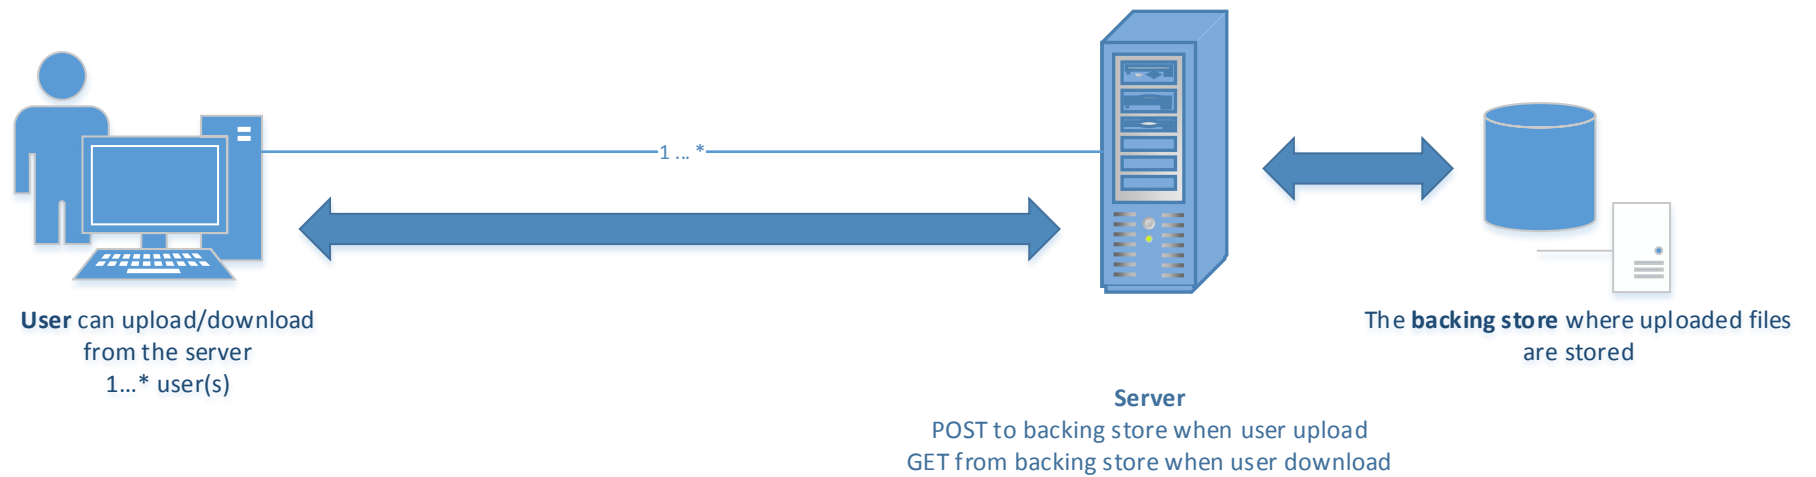 1 ... *
User can upload/download
from the server
1...* user(s)
The backing store where uploaded files
are stored
Server
POST to backing store when user upload
GET from backing store when user download